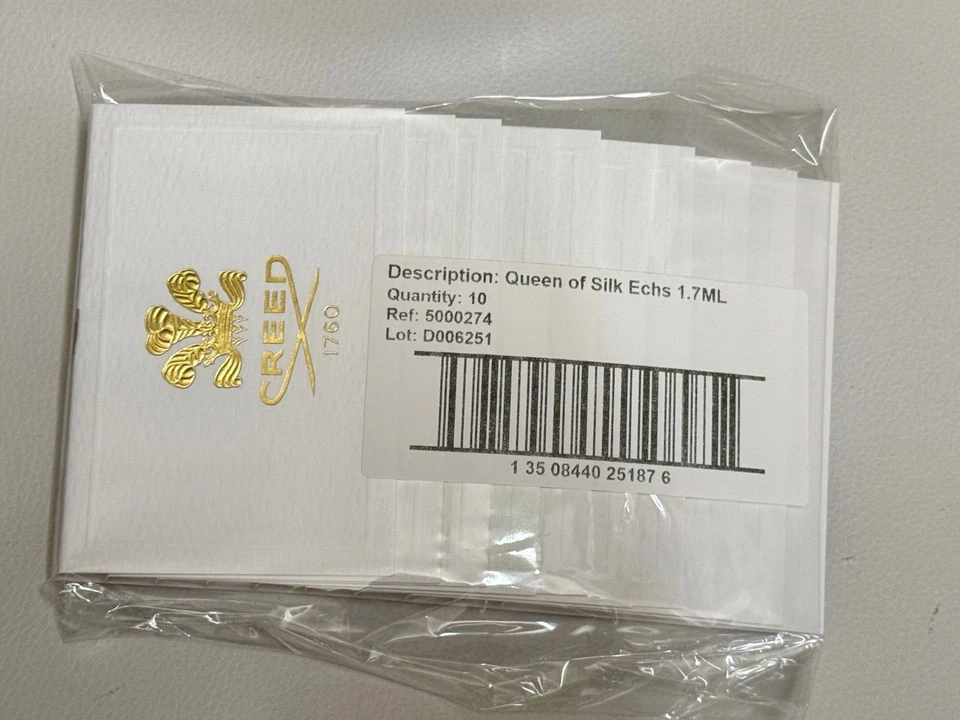 CREED
1760
Description: Queen of Silk Echs 1.7ML
Quantity: 10
Ref: 5000274
Lot: D006251
1 35 08440 25187 6